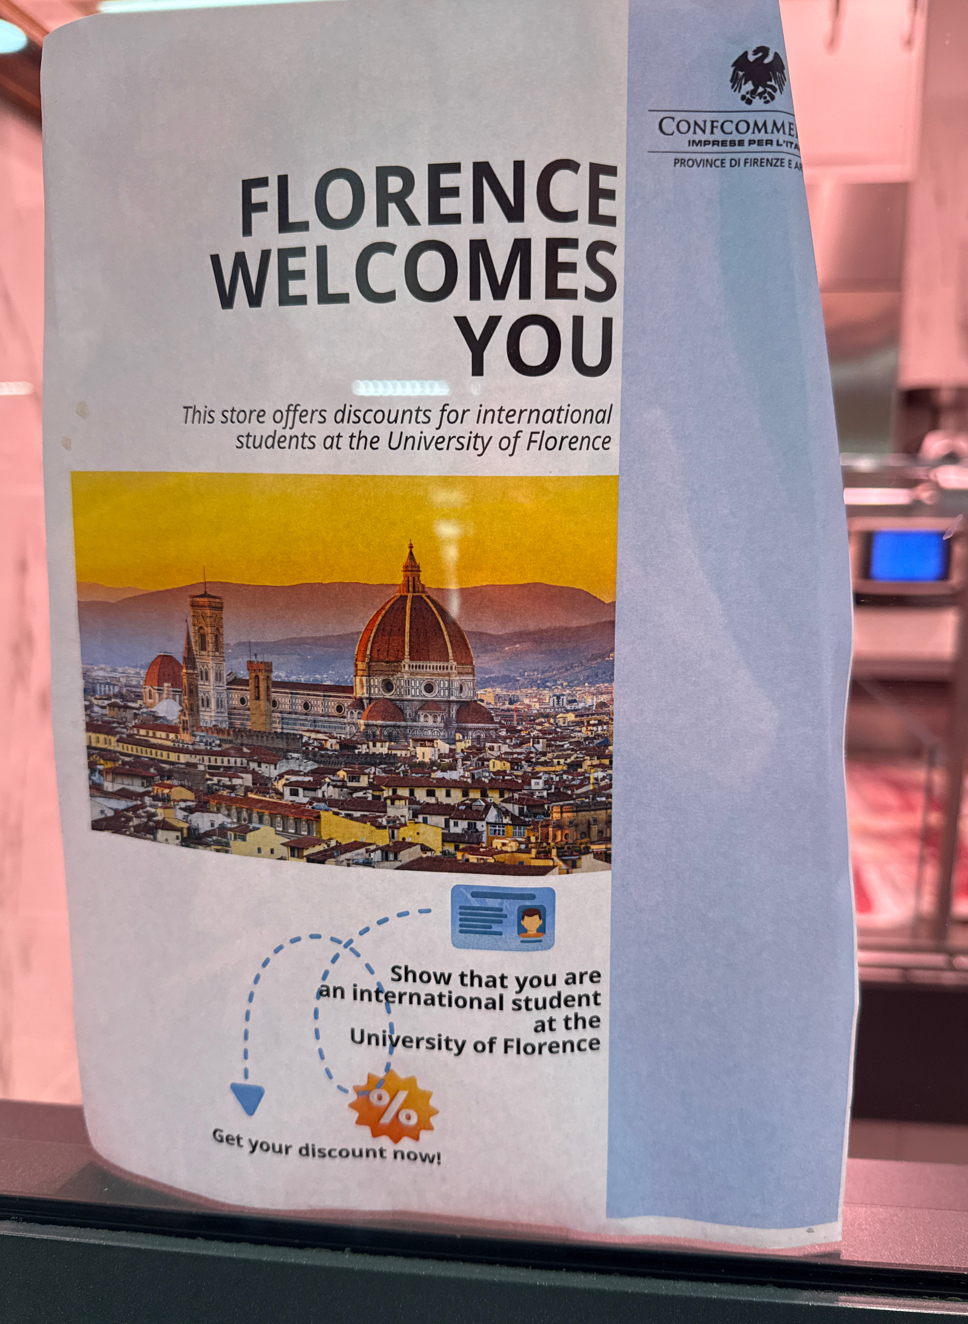 IMPRESE PER L'ITA
PROVINCE DI FIRENZE E
FLORENCE
WELCOMES
YOU
This store offers discounts for international
students at the University of Florence
Show that you are
an international student
at the
University of Florence
%
Get your discount now!